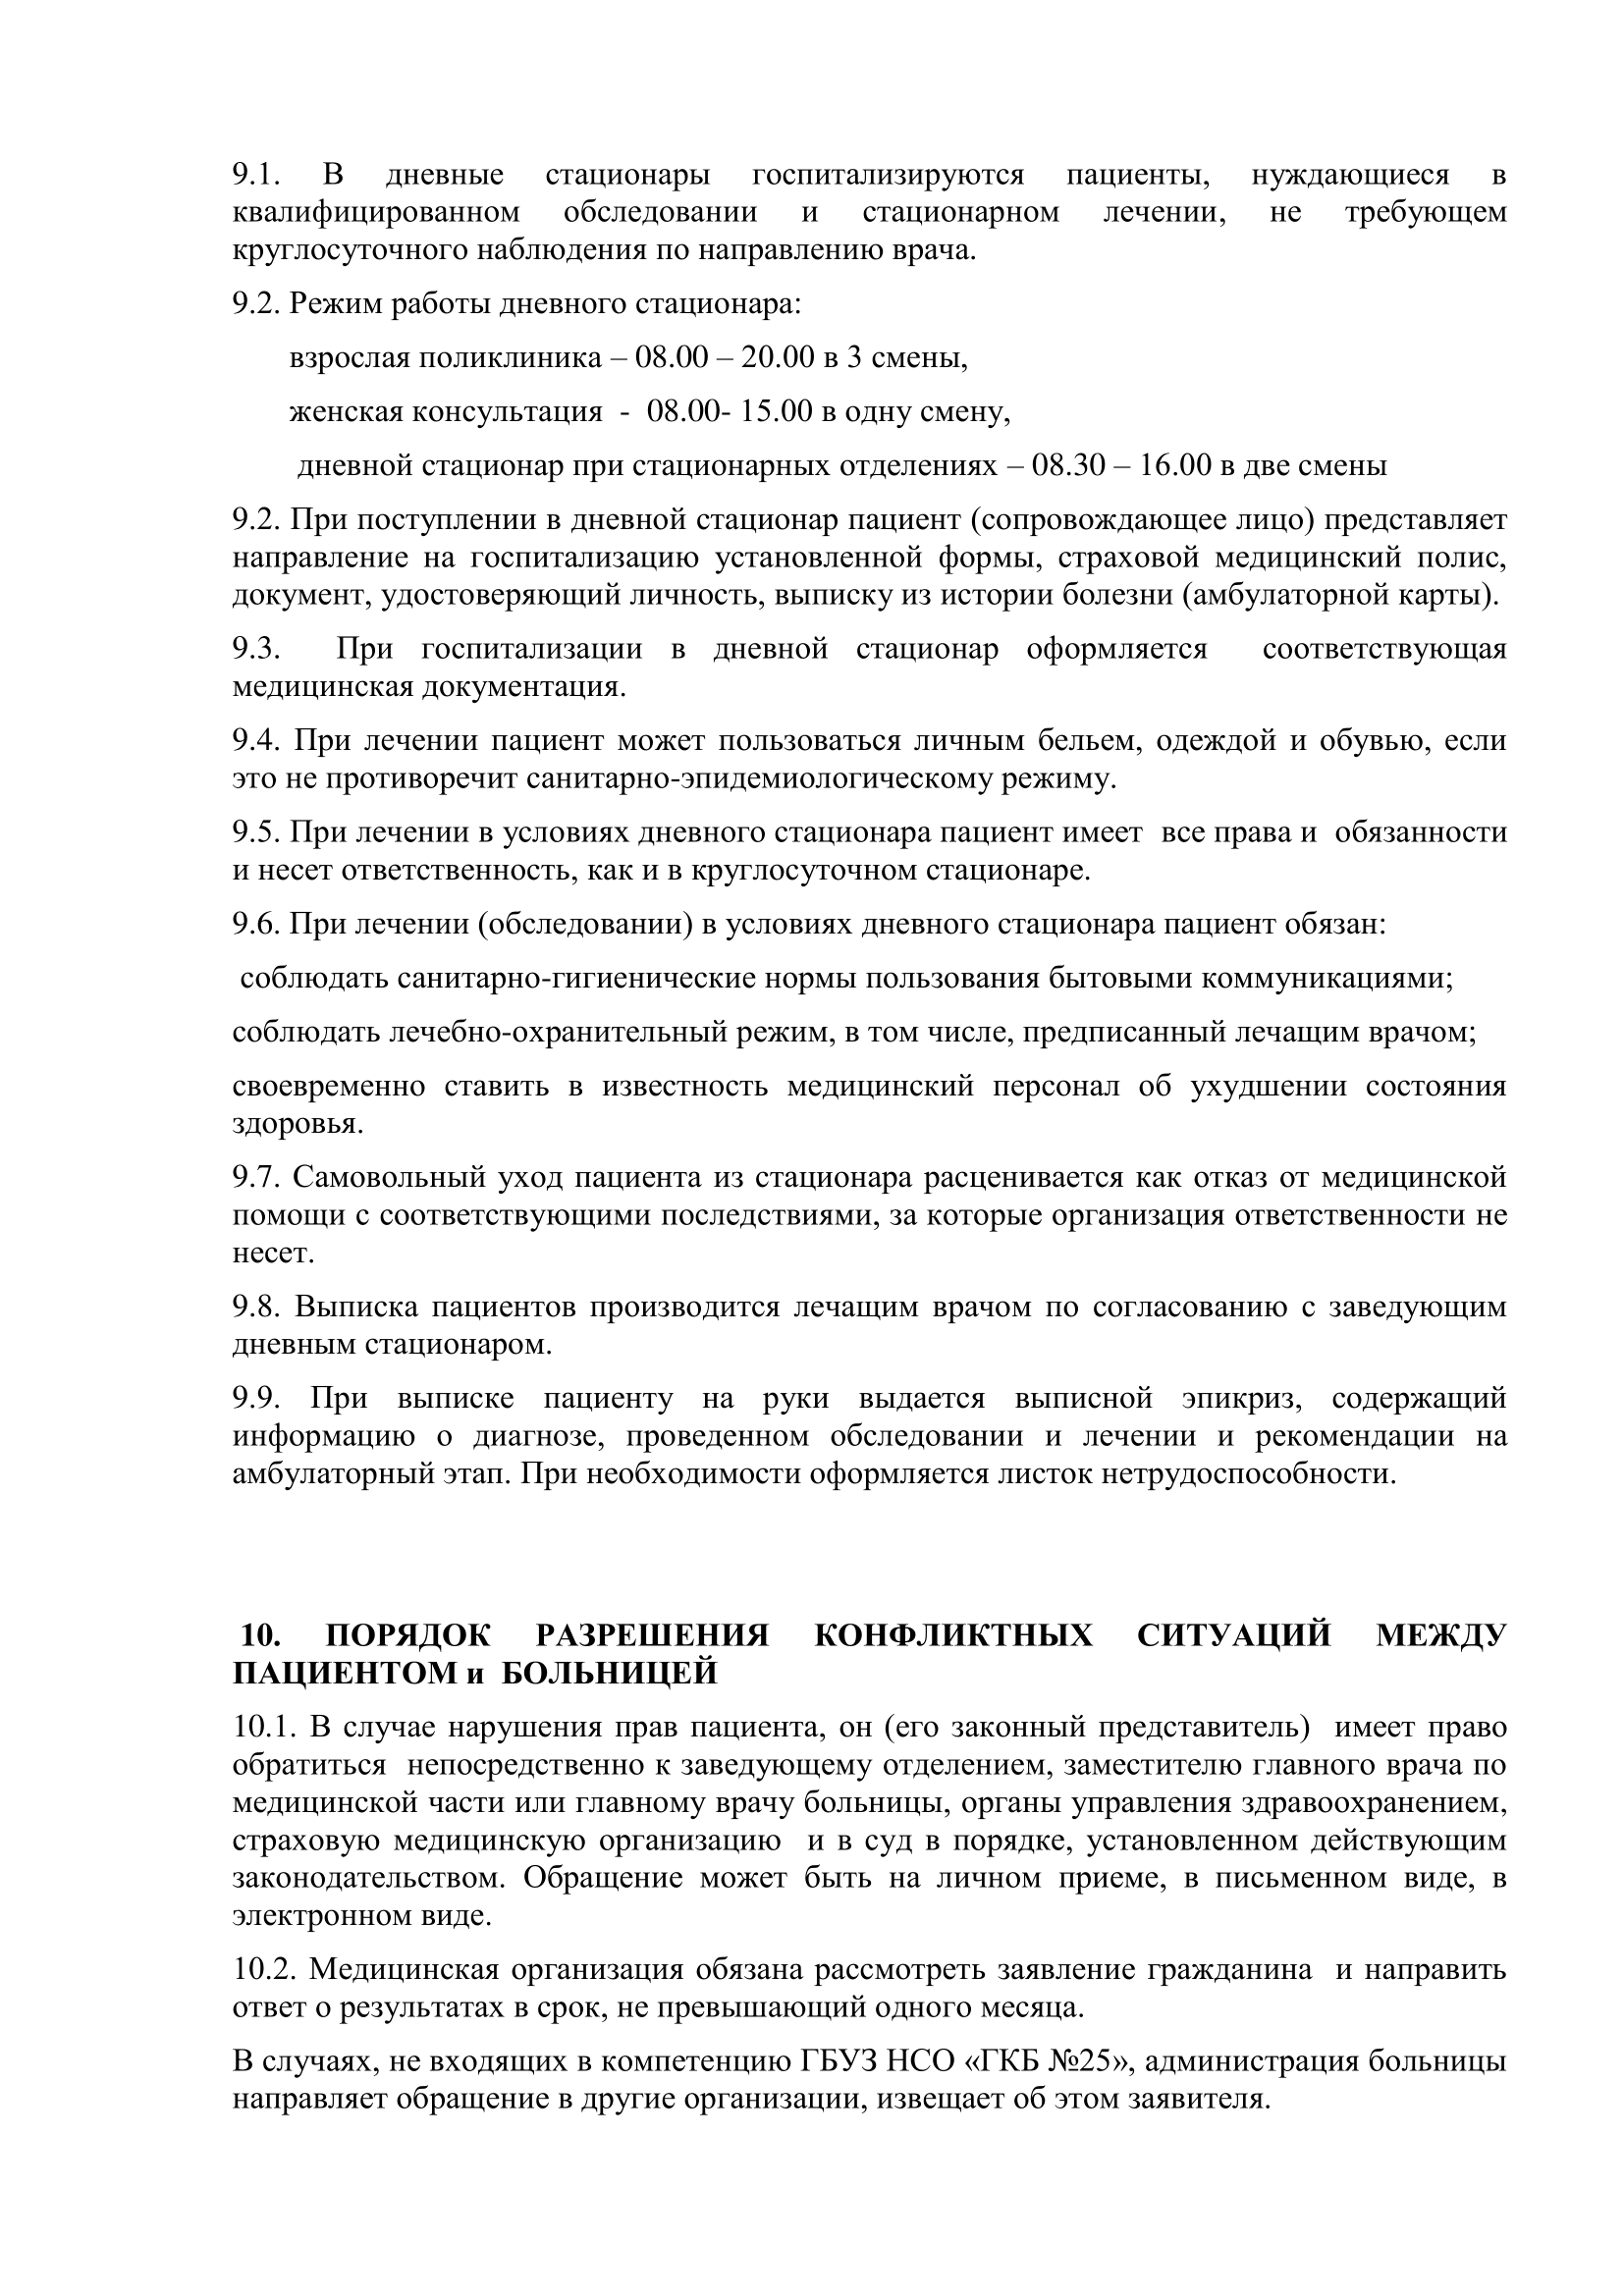 9.1. В дневные стационары госпитализируются пациенты, нуждающиеся в
квалифицированном обследовании и стационарном лечении, не требующем
круглосуточного наблюдения по направлению врача.
9.2. Режим работы дневного стационара:
взрослая поликлиника – 08.00 – 20.00 в 3 смены,
женская консультация - 08.00- 15.00 в одну смену,
дневной стационар при стационарных отделениях – 08.30 – 16.00 в две смены
9.2. При поступлении в дневной стационар пациент (сопровождающее лицо) представляет
направление на госпитализацию установленной формы, страховой медицинский полис,
документ, удостоверяющий личность, выписку из истории болезни (амбулаторной карты).
9.3. При госпитализации в дневной стационар оформляется соответствующая
медицинская документация.
9.4. При лечении пациент может пользоваться личным бельем, одеждой и обувью, если
это не противоречит санитарно-эпидемиологическому режиму.
9.5. При лечении в условиях дневного стационара пациент имеет все права и обязанности
и несет ответственность, как и в круглосуточном стационаре.
9.6. При лечении (обследовании) в условиях дневного стационара пациент обязан:
соблюдать санитарно-гигиенические нормы пользования бытовыми коммуникациями;
соблюдать лечебно-охранительный режим, в том числе, предписанный лечащим врачом;
своевременно ставить в известность медицинский персонал об ухудшении состояния
здоровья.
9.7. Самовольный уход пациента из стационара расценивается как отказ от медицинской
помощи с соответствующими последствиями, за которые организация ответственности не
несет.
9.8. Выписка пациентов производится лечащим врачом по согласованию с заведующим
дневным стационаром.
9.9. При выписке пациенту на руки выдается выписной эпикриз, содержащий
информацию о диагнозе, проведенном обследовании и лечении и рекомендации на
амбулаторный этап. При необходимости оформляется листок нетрудоспособности.
10. ПОРЯДОК РАЗРЕШЕНИЯ КОНФЛИКТНЫХ СИТУАЦИЙ МЕЖДУ
ПАЦИЕНТОМ и БОЛЬНИЦЕЙ
10.1. В случае нарушения прав пациента, он (его законный представитель) имеет право
обратиться непосредственно к заведующему отделением, заместителю главного врача по
медицинской части или главному врачу больницы, органы управления здравоохранением,
страховую медицинскую организацию и в суд в порядке, установленном действующим
законодательством. Обращение может быть на личном приеме, в письменном виде, в
электронном виде.
10.2. Медицинская организация обязана рассмотреть заявление гражданина и направить
ответ о результатах в срок, не превышающий одного месяца.
В случаях, не входящих в компетенцию ГБУЗ НСО «ГКБ №25», администрация больницы
направляет обращение в другие организации, извещает об этом заявителя.